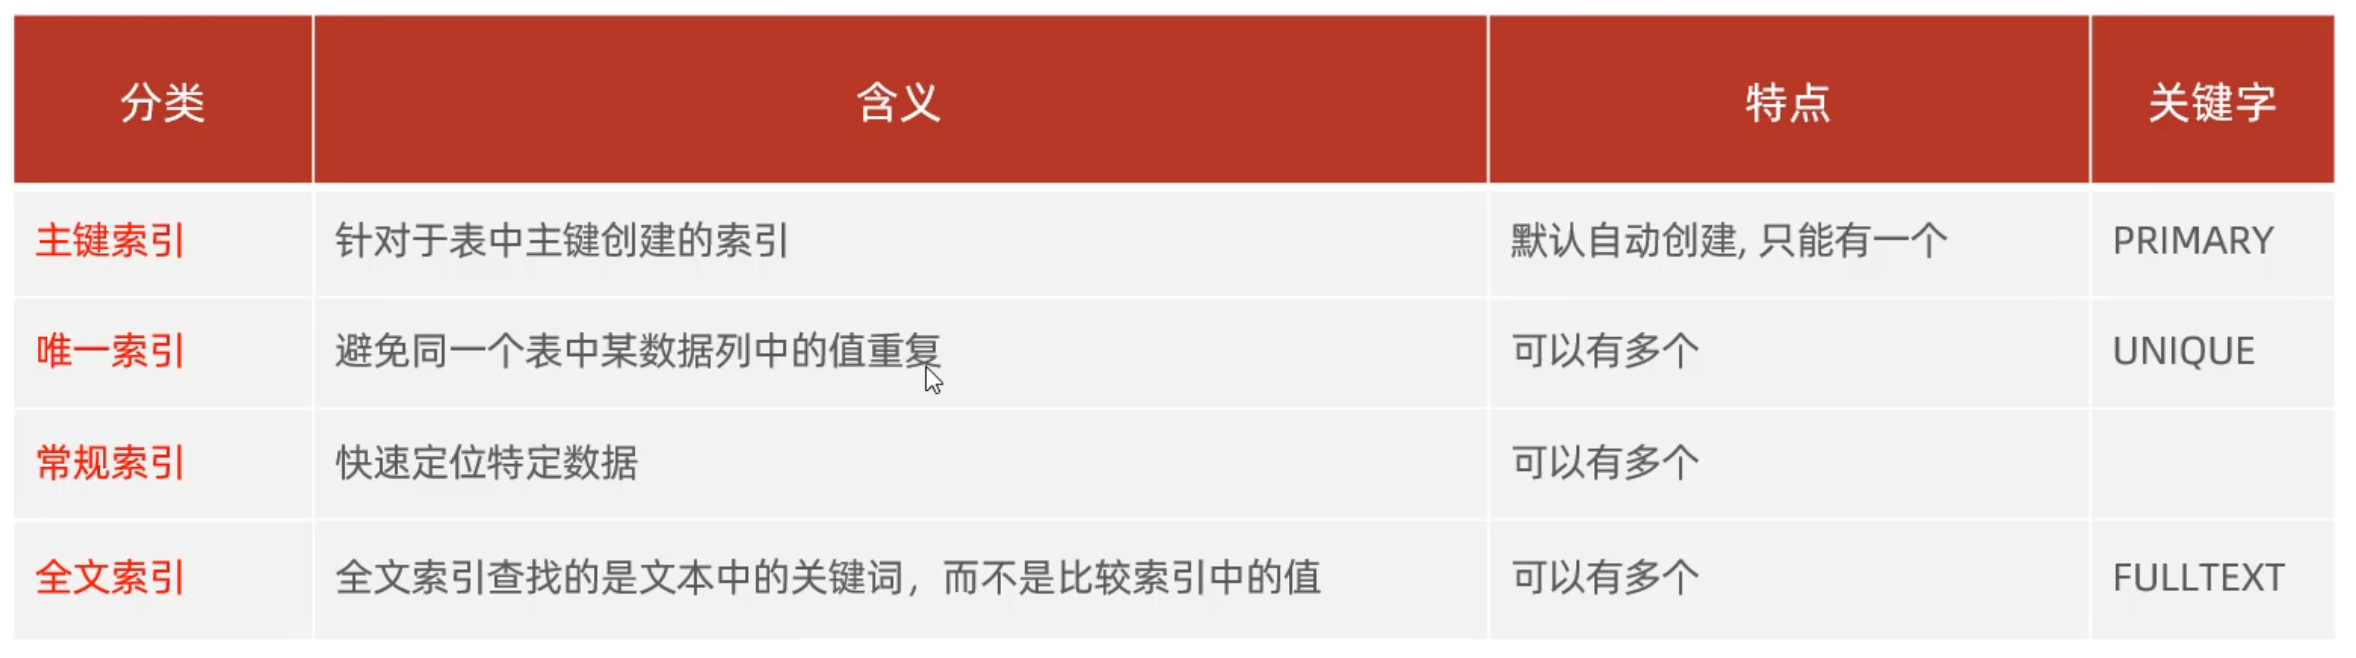 分类 含义 特点 关键字
主键索引 针对于表中主键创建的索引 默认自动创建, 只能有一个 PRIMARY
唯一索引 避免同一个表中某数据列中的值重复 可以有多个 UNIQUE
常规索引 快速定位特定数据 可以有多个
全文索引 全文索引查找的是文本中的关键词，而不是比较索引中的值 可以有多个 FULLTEXT